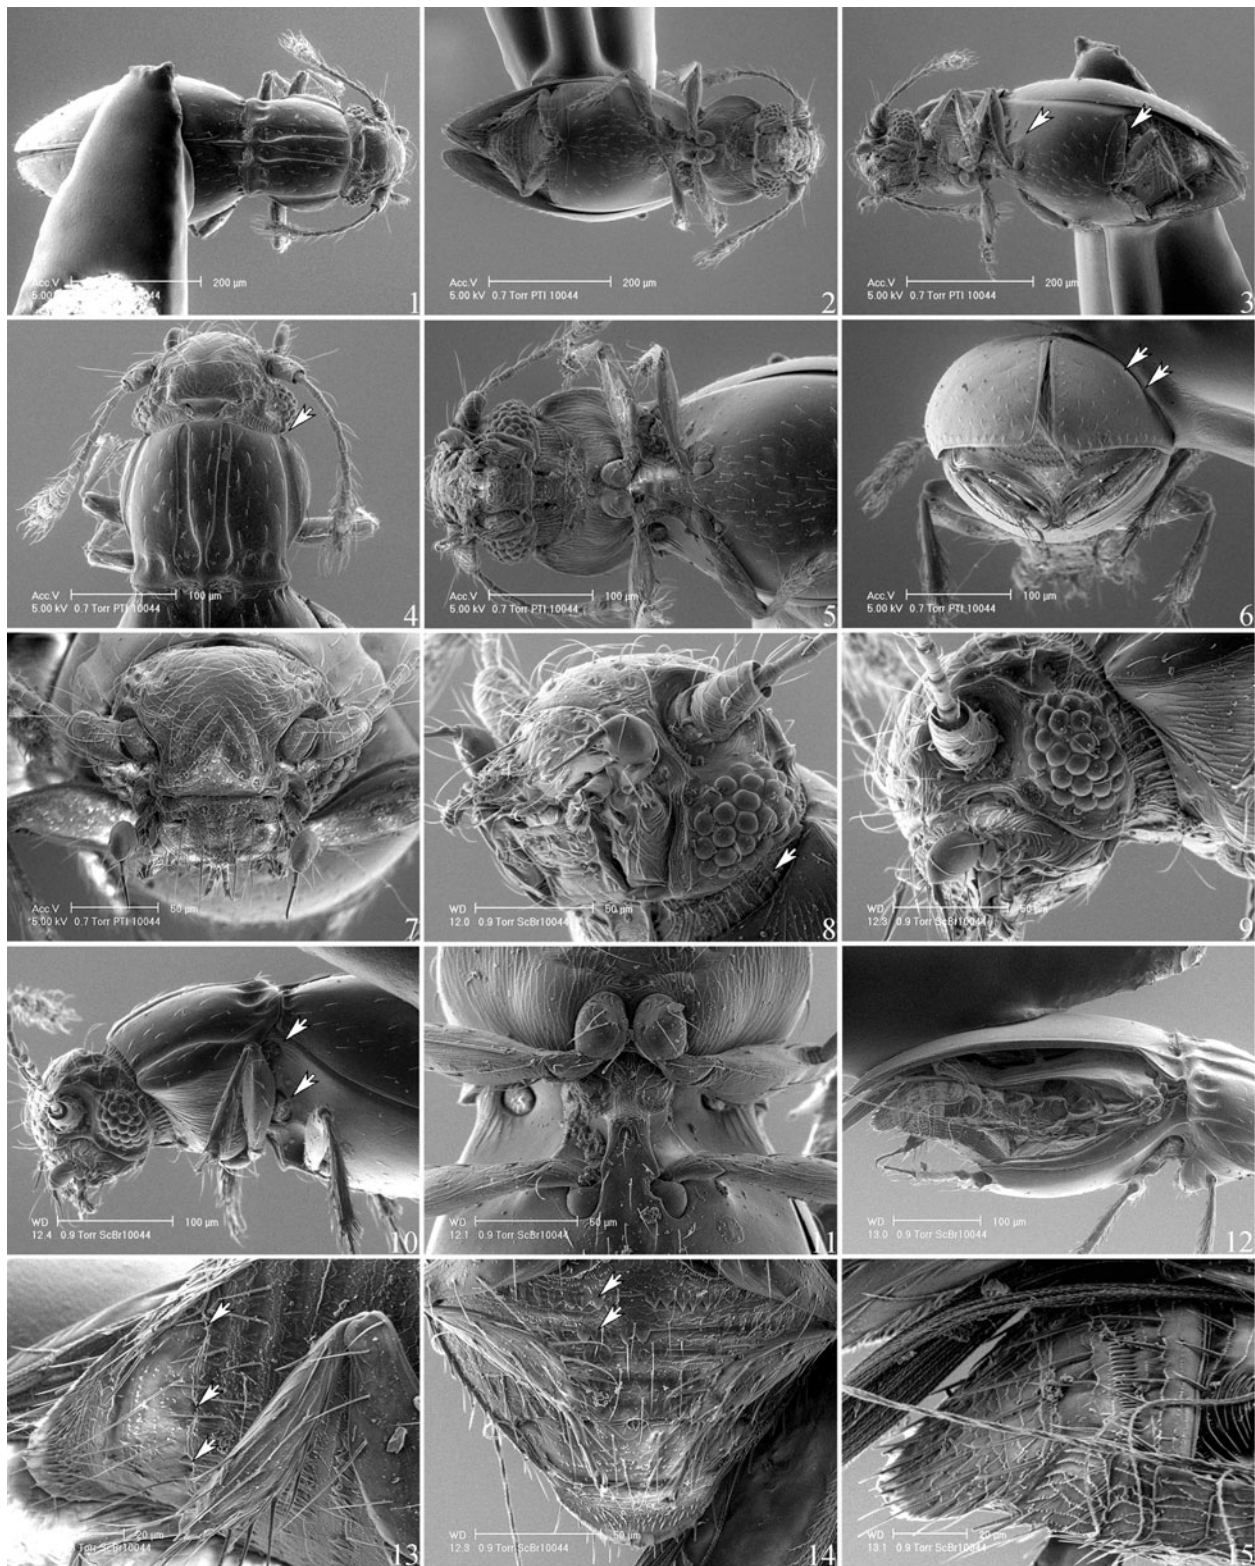 Acc.V 200 µm
5.00 kV 0.7 Torr PTI 10044
1
Acc.V 200 µm
5.00 kV 0.7 Torr PTI 10044
2
Acc.V 200 µm
5.00 kV 0.7 Torr PTI 10044
3
Acc.V 100 µm
5.00 kV 0.7 Torr PTI 10044
4
Acc.V 100 µm
5.00 kV 0.7 Torr PTI 10044
5
Acc.V 100 µm
5.00 kV 0.7 Torr PTI 10044
6
Acc.V 50 µm
5.00 kV 0.7 Torr PTI 10044
7
WD 50 µm
12.0 0.9 Torr ScBr10044
8
WD 50 µm
12.3 0.9 Torr ScBr10044
9
WD 100 µm
12.4 0.9 Torr ScBr10044
10
WD 50 µm
12.1 0.9 Torr ScBr10044
11
WD 100 µm
13.0 0.9 Torr ScBr10044
12
20 µm
Torr ScBr10044
13
WD 50 µm
12.3 0.9 Torr ScBr10044
14
WD 20 µm
13.1 0.9 Torr ScBr10044
15